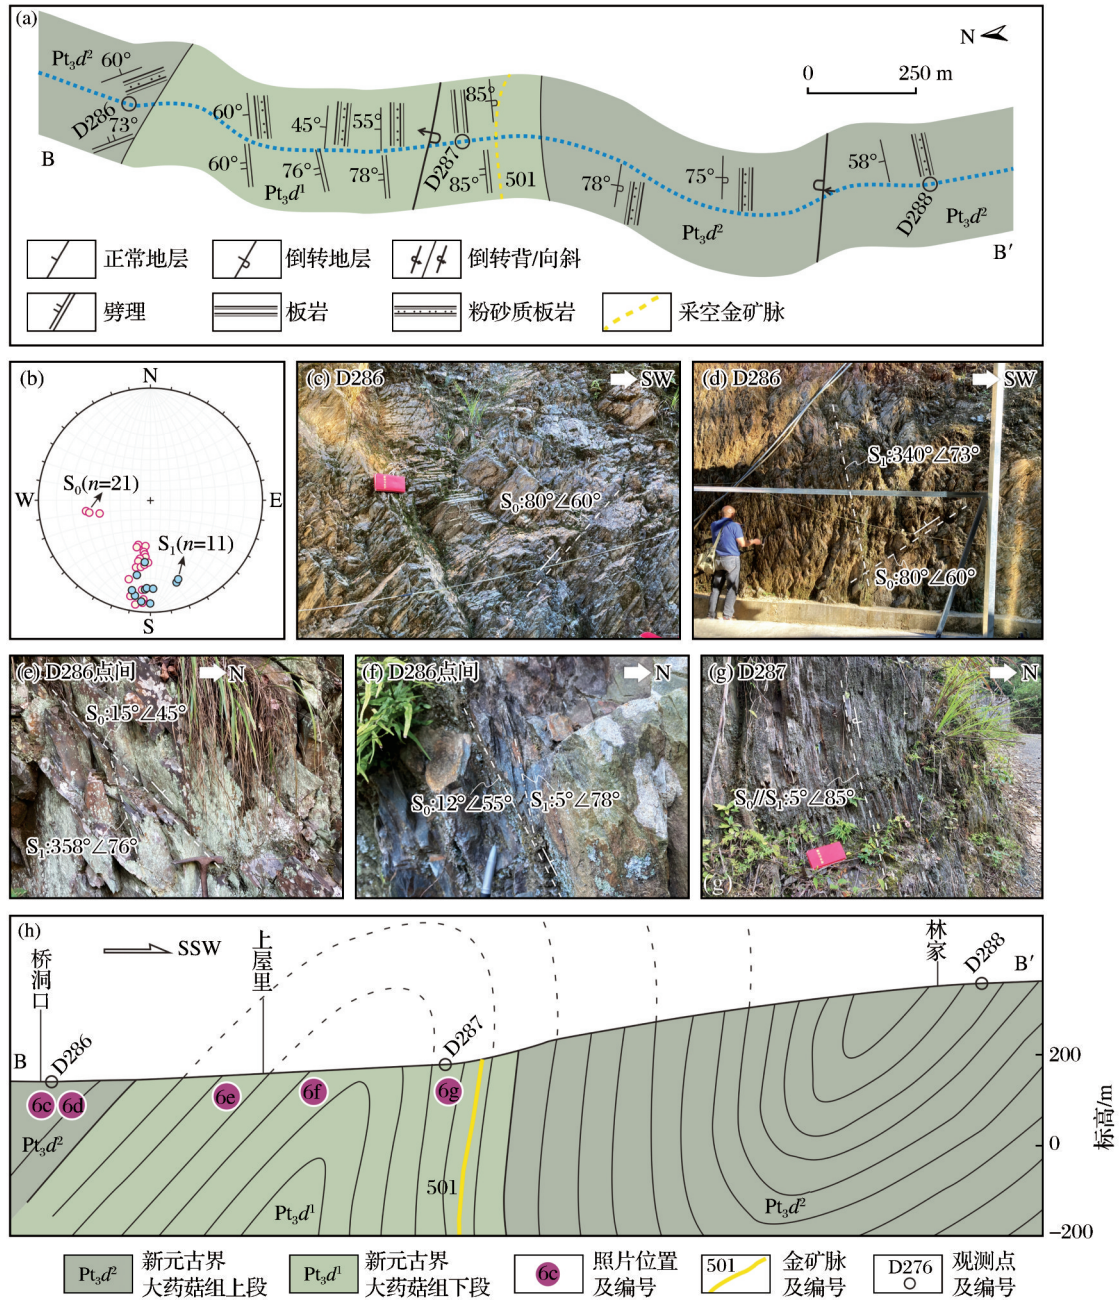 (a)
N
0 250 m
Pt₃d²
60°
D286
73°
B
60°
45°
55°
85°
60°
76°
78°
Pt₃d¹
D287
85°
501
78°
75°
58°
D288
Pt₃d²
Pt₃d²
B′
正常地层
倒转地层
倒转背/向斜
劈理
板岩
粉砂质板岩
采空金矿脉
(b)
N
W
E
S
S₀(n=21)
S₁(n=11)
(c) D286
SW
S₀:80°∠60°
(d) D286
SW
S₁:340°∠73°
S₀:80°∠60°
(e) D286点间
N
S₀:15°∠45°
S₁:358°∠76°
(f) D286点间
N
S₀:12°∠55°
S₁:5°∠78°
(g) D287
N
S₀//S₁:5°∠85°
(g)
(h)
SSW
桥洞口
上屋里
林家
D288
B′
B
D286
D287
6c
6d
6e
6f
6g
Pt₃d²
Pt₃d¹
501
Pt₃d²
200
0
-200
标高/m
Pt₃d²
新元古界
大药菇组上段
Pt₃d¹
新元古界
大药菇组下段
6c
照片位置
及编号
501
金矿脉
及编号
D276
观测点
及编号